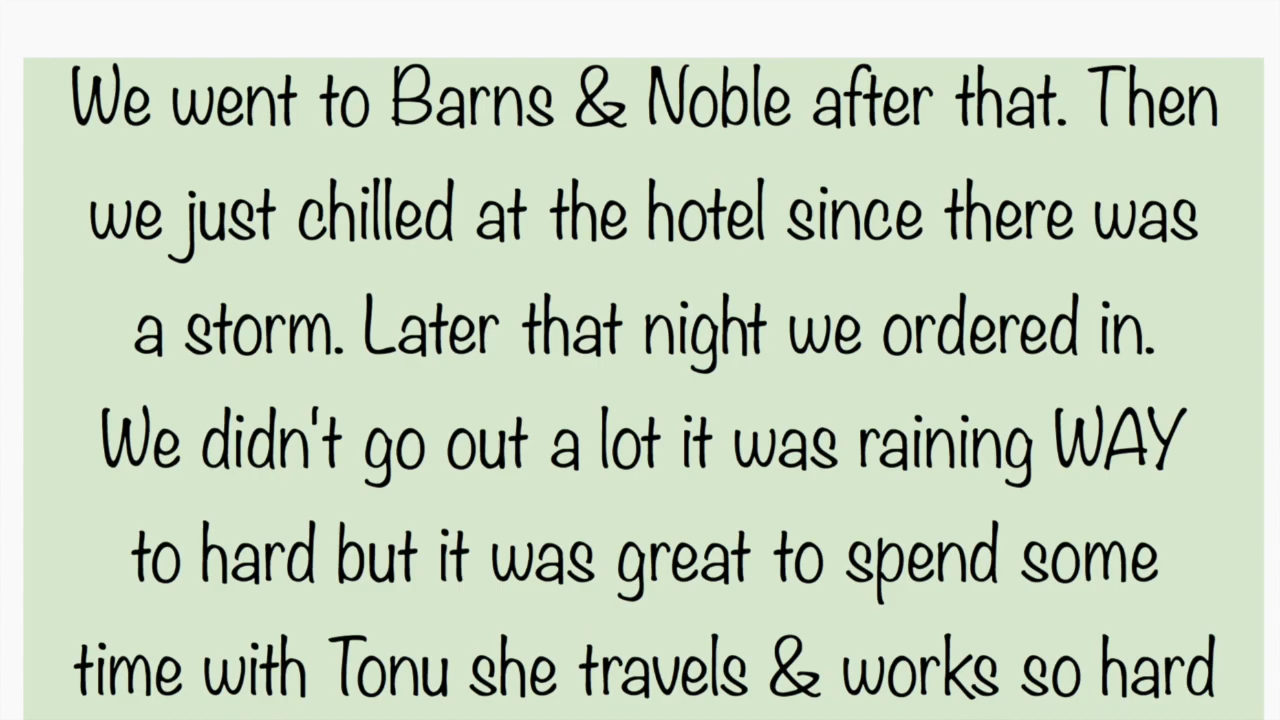 We went to Barns & Noble after that. Then
we just chilled at the hotel since there was
a storm. Later that night we ordered in.
We didn't go out a lot it was raining WAY
to hard but it was great to spend some
time with Tonu she travels & works so hard